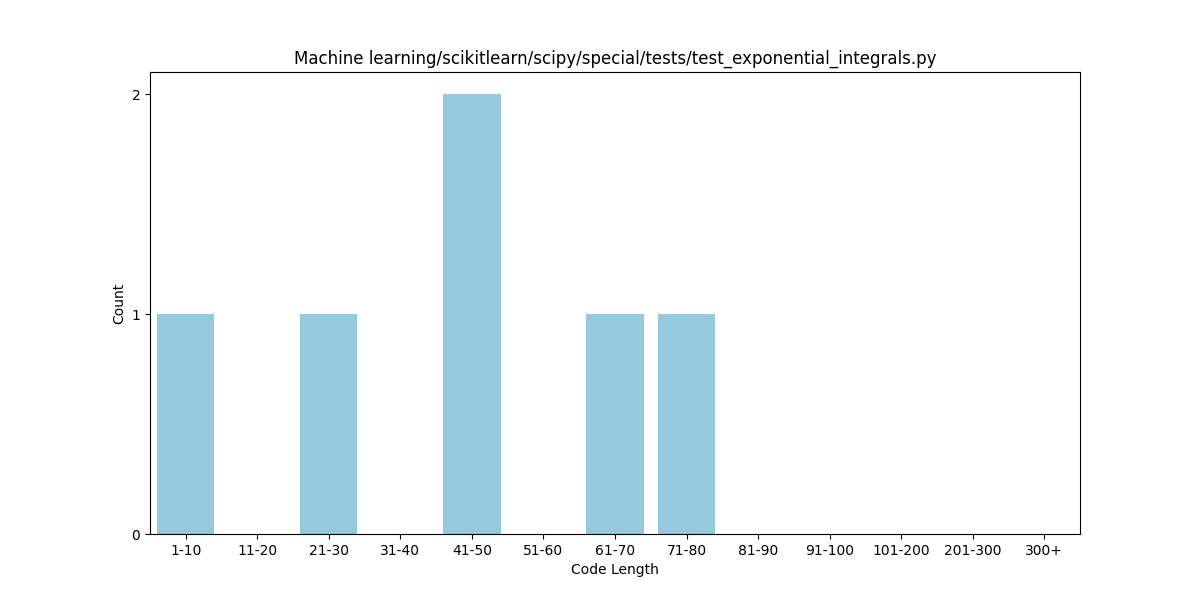 Machine learning/scikitlearn/scipy/special/tests/test_exponential_integrals.py
2
1
0
Count
1-10 11-20 21-30 31-40 41-50 51-60 61-70 71-80 81-90 91-100 101-200 201-300 300+
Code Length